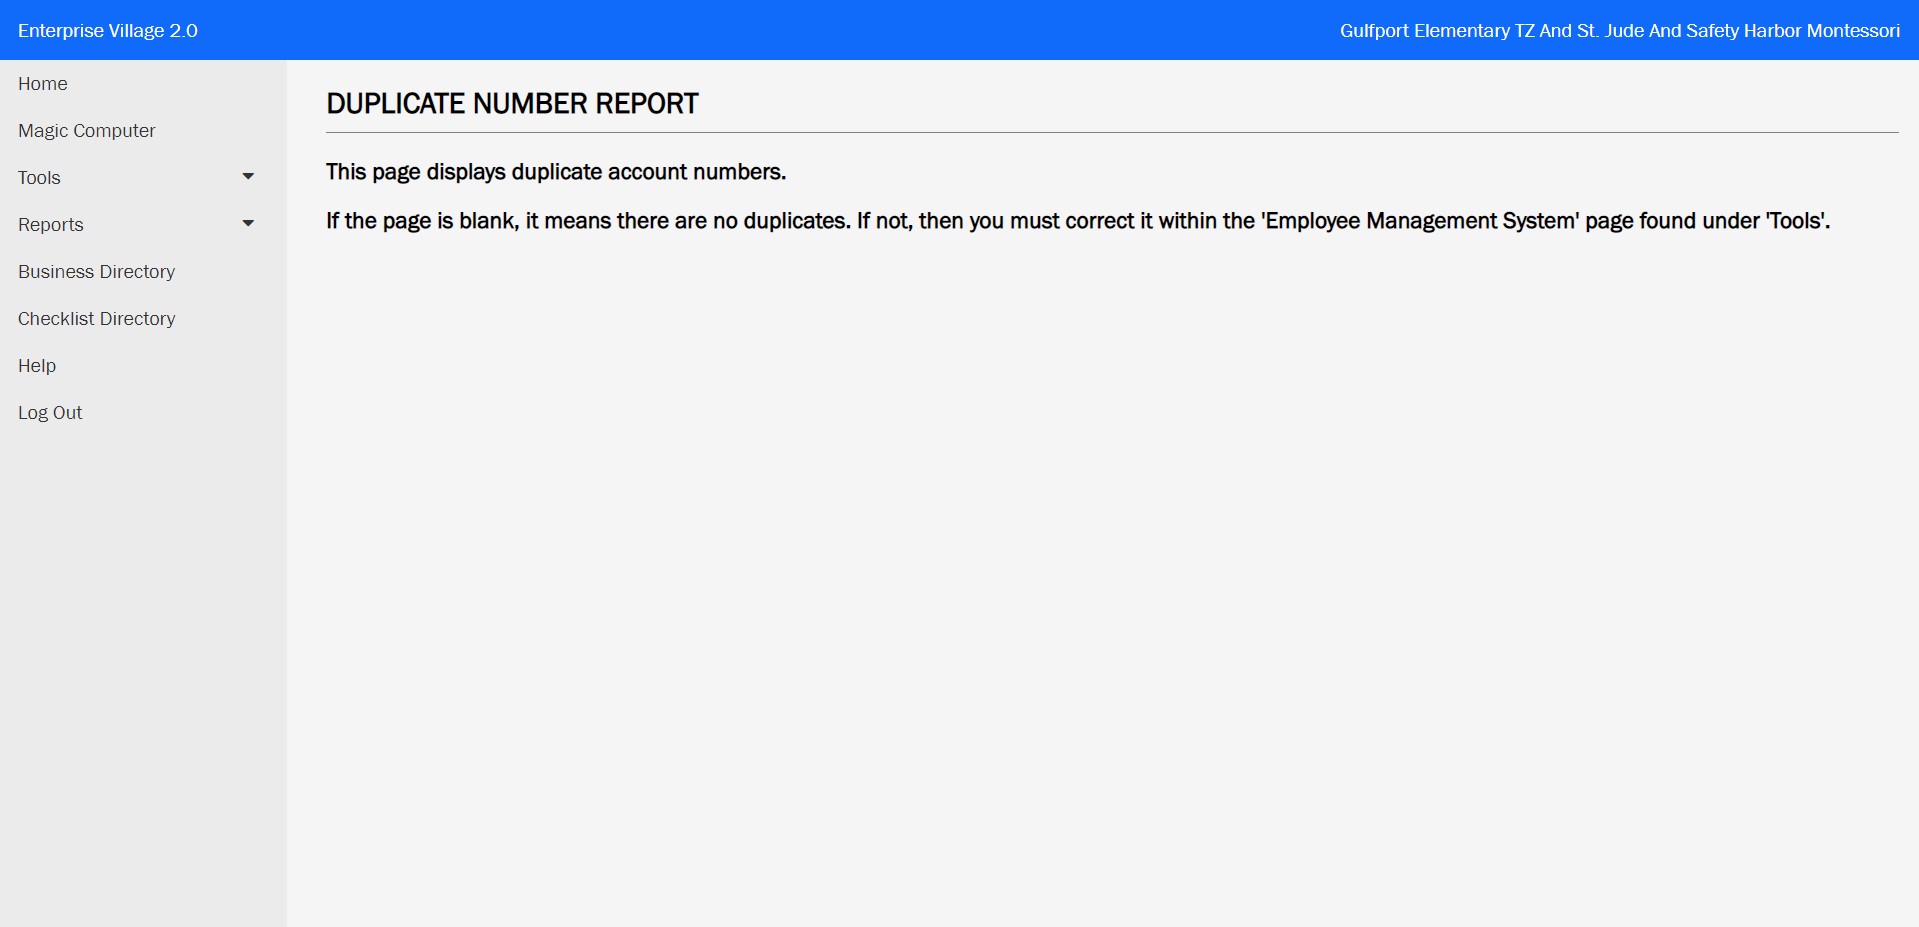 Enterprise Village 2.0
Gulfport Elementary TZ And St. Jude And Safety Harbor Montessori
Home
Magic Computer
Tools
Reports
Business Directory
Checklist Directory
Help
Log Out
DUPLICATE NUMBER REPORT
This page displays duplicate account numbers.
If the page is blank, it means there are no duplicates. If not, then you must correct it within the 'Employee Management System' page found under 'Tools'.